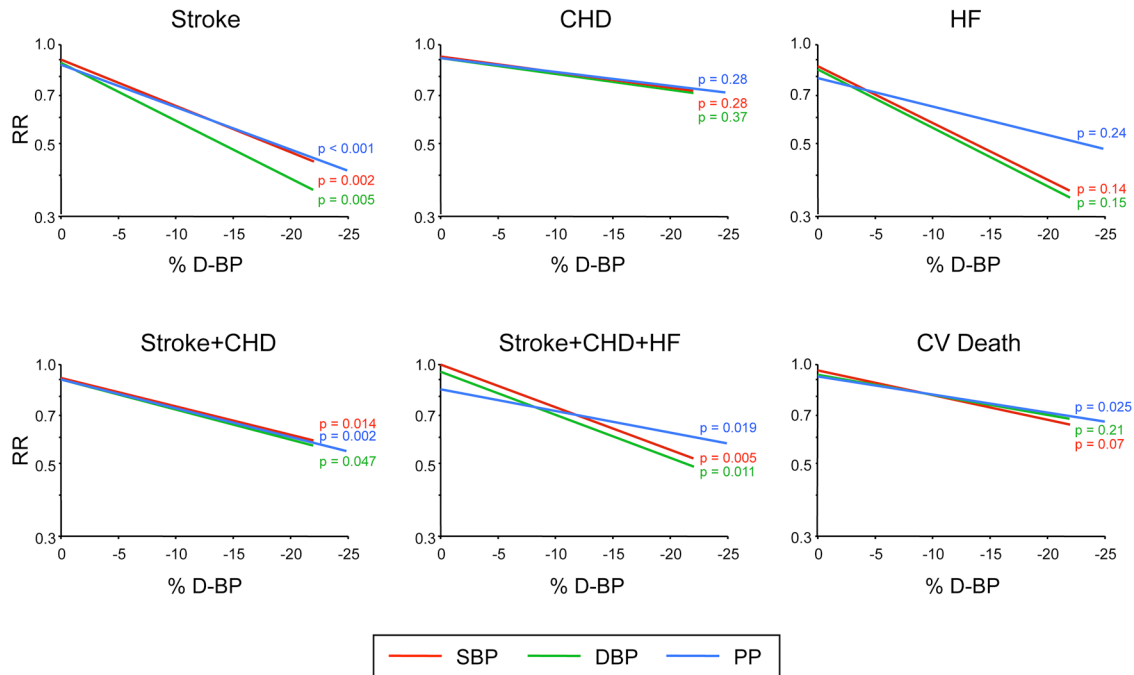 Stroke
CHD
HF
RR
1.0
0.7
0.5
0.3
p < 0.001
p = 0.002
p = 0.005
0 -5 -10 -15 -20 -25
% D-BP
1.0
0.7
0.5
0.3
p = 0.28
p = 0.28
p = 0.37
0 -5 -10 -15 -20 -25
% D-BP
1.0
0.7
0.5
0.3
p = 0.24
p = 0.14
p = 0.15
0 -5 -10 -15 -20 -25
% D-BP
Stroke+CHD
Stroke+CHD+HF
CV Death
RR
1.0
0.7
0.5
0.3
p = 0.014
p = 0.002
p = 0.047
0 -5 -10 -15 -20 -25
% D-BP
1.0
0.7
0.5
0.3
p = 0.019
p = 0.005
p = 0.011
0 -5 -10 -15 -20 -25
% D-BP
1.0
0.7
0.5
0.3
p = 0.025
p = 0.21
p = 0.07
0 -5 -10 -15 -20 -25
% D-BP
SBP DBP PP